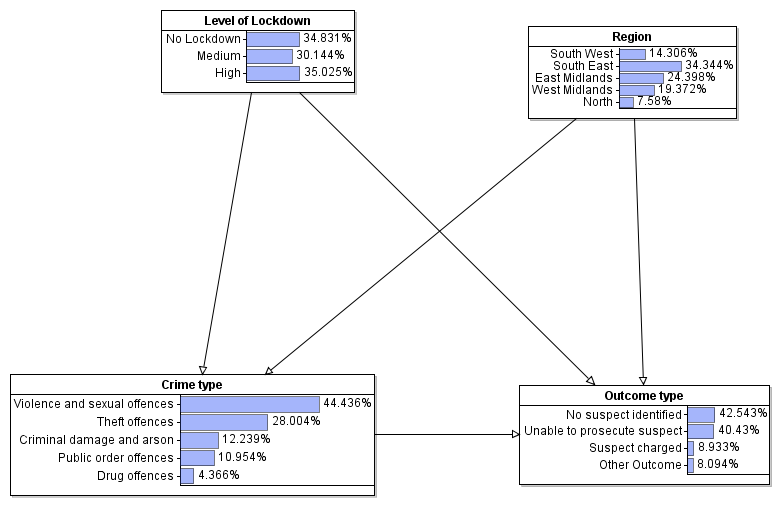 Level of Lockdown
No Lockdown 34.831%
Medium 30.144%
High 35.025%
Region
South West 14.306%
South East 34.344%
East Midlands 24.398%
West Midlands 19.372%
North 7.58%
Crime type
Violence and sexual offences 44.436%
Theft offences 28.004%
Criminal damage and arson 12.239%
Public order offences 10.954%
Drug offences 4.366%
Outcome type
No suspect identified 42.543%
Unable to prosecute suspect 40.43%
Suspect charged 8.933%
Other Outcome 8.094%